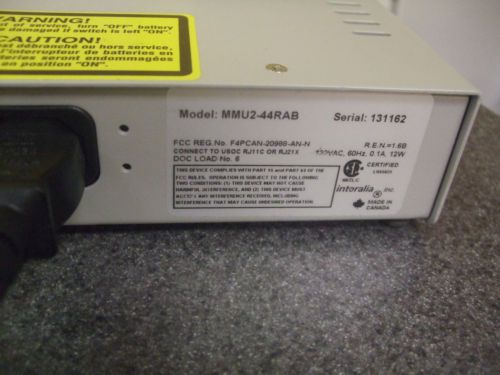 WARNING!
of service, turn "OFF" battery
be damaged if switch is left "ON".
CAUTION!
est débranché ou hors service,
l'interrupteur de batteries en
batteries seront endommagées
en position "ON".
Model: MMU2-44RAB Serial: 131162
FCC REG.No. F4PCAN-20988-AN-N R.E.N.=1.6B
CONNECT TO USOC RJ11C OR RJ21X 120VAC, 60Hz, 0.1A, 12W
DOC LOAD No. 6
THIS DEVICE COMPLIES WITH PART 15 and PART 68 OF THE
FCC RULES. OPERATION IS SUBJECT TO THE FOLLOWING
TWO CONDITIONS: (1) THIS DEVICE MAY NOT CAUSE
HARMFUL INTERFERENCE, AND (2) THIS DEVICE MUST
ACCEPT ANY INTERFERENCE RECEIVED, INCLUDING
INTERFERENCE THAT MAY CAUSE UNDESIRED OPERATION.
CERTIFIED
intoralia inc.
MADE IN
CANADA